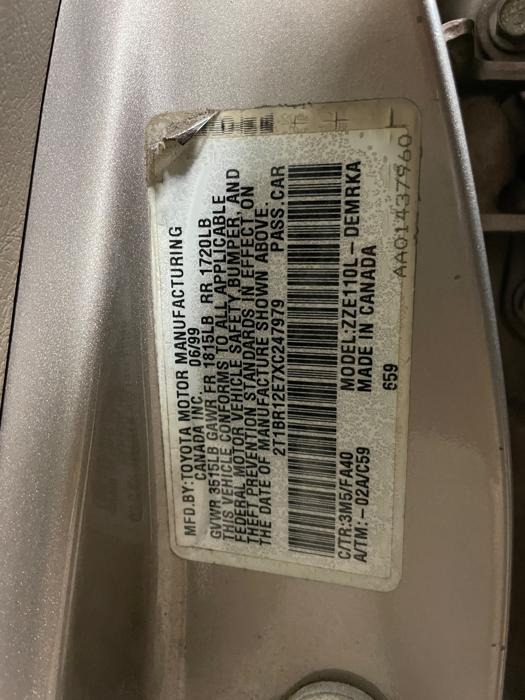 MFD.BY:TOYOTA MOTOR MANUFACTURING
CANADA INC. 06/99
GVWR 3515LB GAWR FR 1815LB RR 1720LB
THIS VEHICLE CONFORMS TO ALL APPLICABLE
FEDERAL MOTOR VEHICLE SAFETY, BUMPER, AND
THEFT PREVENTION STANDARDS IN EFFECT ON
THE DATE OF MANUFACTURE SHOWN ABOVE.
2T1BR12E7XC247979 PASS. CAR
C/TR:3M5/FA40 MODEL:ZZE110L-DEMRKA
A/TM:-02A/C59 MADE IN CANADA
659
AA01437960